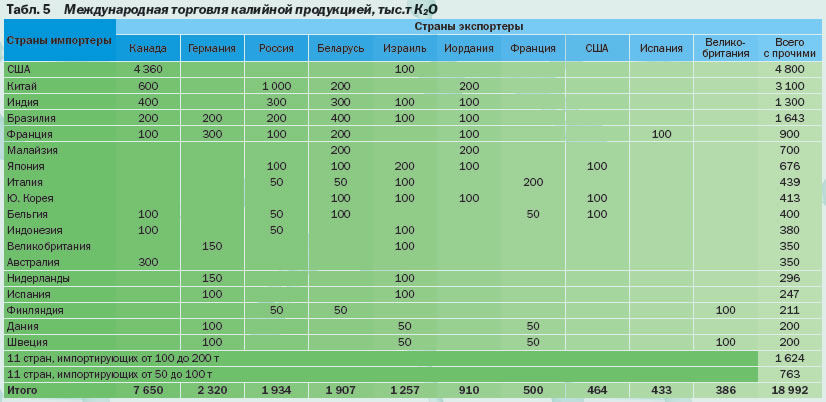 Табл. 5 Международная торговля калийной продукцией, тыс.т K₂O
Страны импортеры Страны экспортеры
Канада Германия Россия Беларусь Израиль Иордания Франция США Испания Велико-британия Всего с прочими
США 4 360 100 4 800
Китай 600 1 000 200 200 3 100
Индия 400 300 300 100 100 1 300
Бразилия 200 200 200 400 100 100 1 643
Франция 100 300 100 200 100 100 900
Малайзия 200 200 700
Япония 100 100 200 100 100 676
Италия 50 50 100 200 439
Ю. Корея 100 100 100 100 413
Бельгия 100 50 100 50 100 400
Индонезия 100 50 100 380
Великобритания 150 100 350
Австралия 300 350
Нидерланды 150 100 296
Испания 100 100 247
Финляндия 50 50 100 211
Дания 100 50 50 200
Швеция 100 50 50 100 200
11 стран, импортирующих от 100 до 200 т 1 624
11 стран, импортирующих от 50 до 100 т 763
Итого 7 650 2 320 1 934 1 907 1 257 910 500 464 433 386 18 992